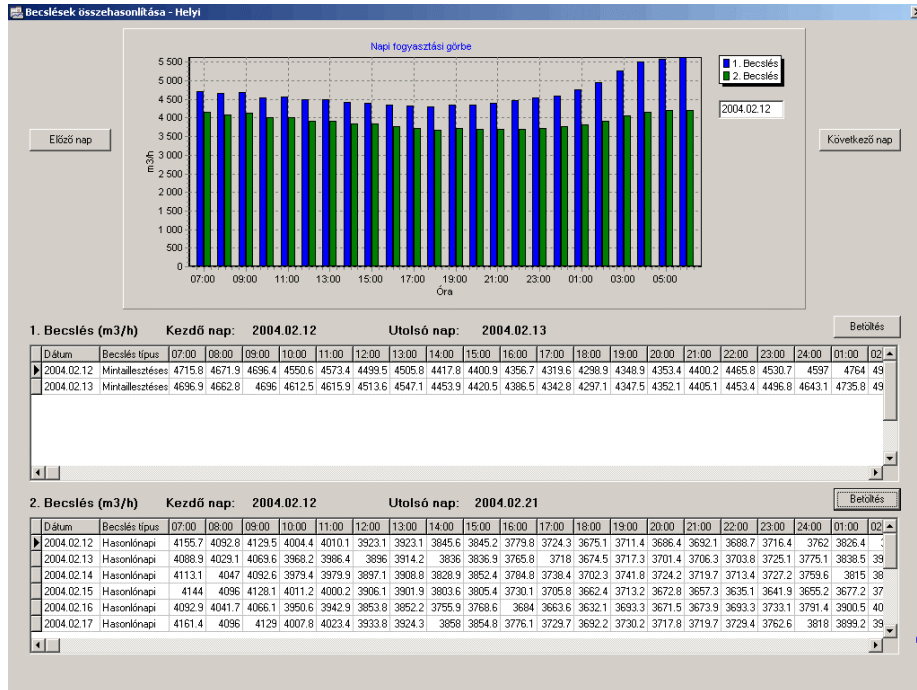 Becslések összehasonlítása - Helyi
Napi fogyasztási görbe
5 500
5 000
4 500
4 000
3 500
3 000
2 500
2 000
1 500
1 000
500
0
m3/h
07:00 09:00 11:00 13:00 15:00 17:00 19:00 21:00 23:00 01:00 03:00 05:00
Óra
1. Becslés
2. Becslés
2004.02.12
Előző nap
Következő nap
1. Becslés (m3/h) Kezdő nap: 2004.02.12 Utolsó nap: 2004.02.13 Betöltés
Dátum Becslés típus 07:00 08:00 09:00 10:00 11:00 12:00 13:00 14:00 15:00 16:00 17:00 18:00 19:00 20:00 21:00 22:00 23:00 24:00 01:00 02
2004.02.12 Mintaillesztéses 4715.8 4671.9 4696.4 4550.6 4573.4 4499.5 4505.8 4417.8 4400.9 4356.7 4319.6 4298.9 4348.9 4353.4 4400.2 4465.8 4530.7 4597 4764 49
2004.02.13 Mintaillesztéses 4696.9 4662.8 4696 4612.5 4615.9 4513.6 4547.1 4453.9 4420.5 4386.5 4342.8 4297.1 4347.5 4352.1 4405.1 4453.4 4496.8 4643.1 4735.8 49
2. Becslés (m3/h) Kezdő nap: 2004.02.12 Utolsó nap: 2004.02.21 Betöltés
Dátum Becslés típus 07:00 08:00 09:00 10:00 11:00 12:00 13:00 14:00 15:00 16:00 17:00 18:00 19:00 20:00 21:00 22:00 23:00 24:00 01:00 02
2004.02.12 Hasonlónapi 4155.7 4092.8 4129.5 4004.4 4010.1 3923.1 3923.1 3845.6 3845.2 3779.8 3724.3 3675.1 3711.4 3686.4 3692.1 3688.7 3716.4 3762 3826.4
2004.02.13 Hasonlónapi 4088.9 4029.1 4069.6 3968.2 3986.4 3896 3914.2 3836 3836.9 3765.8 3718 3674.5 3717.3 3701.4 3706.3 3703.8 3725.1 3775.1 3838.5 39
2004.02.14 Hasonlónapi 4113.1 4047 4092.6 3979.4 3979.9 3897.1 3908.8 3828.9 3852.4 3784.8 3738.4 3702.3 3741.8 3724.2 3719.7 3713.4 3727.2 3759.6 3815 38
2004.02.15 Hasonlónapi 4144 4096 4128.1 4011.2 4000.2 3906.1 3901.9 3803.6 3805.4 3730.1 3705.8 3662.4 3713.2 3672.8 3657.3 3635.1 3641.9 3655.2 3677.2 37
2004.02.16 Hasonlónapi 4092.9 4041.7 4066.1 3950.6 3942.9 3853.8 3852.2 3755.9 3768.6 3684 3663.6 3632.1 3693.3 3671.5 3673.9 3693.3 3733.1 3791.4 3900.5 40
2004.02.17 Hasonlónapi 4161.4 4096 4129 4007.8 4023.4 3933.8 3924.3 3858 3854.8 3776.1 3729.7 3692.2 3730.2 3717.8 3719.7 3729.4 3762.6 3818 3899.2 39